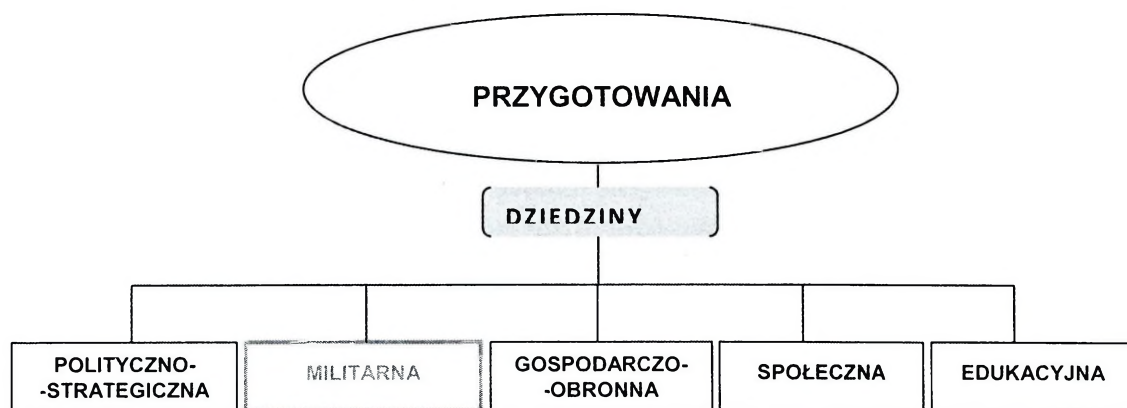 PRZYGOTOWANIA
DZIEDZINY
POLITYCZNO-
-STRATEGICZNA
MILITARNA
GOSPODARCZO-
-OBRONNA
SPOŁECZNA
EDUKACYJNA